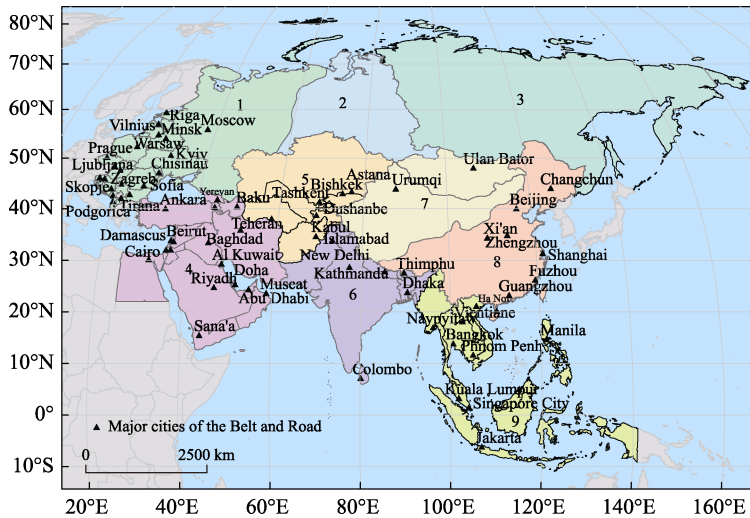 80°N
70°N
60°N
50°N
40°N
30°N
20°N
10°N
0°
10°S
1
2
3
Riga
Moscow
Vilnius
Minsk
Prague
Warsaw
Kyiv
Ljubljana
Chisinau
Zagreb
Skopje
Sofia
Podgorica
Tirana
Ankara
Yerevan
Baku
5
Astana
Bishkek
Tashkent
Dushanbe
Urumqi
7
Ulan Bator
Changchun
Beijing
Teheran
Kabul
Islamabad
Xi'an
Zhengzhou
8
Shanghai
Damascus
Beirut
Baghdad
Cairo
Al Kuwait
New Delhi
Kathmandu
Thimphu
Fuzhou
Guangzhou
4
Riyadh
Doha
Muscat
Abu Dhabi
6
Dhaka
Ha Noi
Naypyitaw
Vientiane
Sana'a
Bangkok
Manila
Phnom Penh
Colombo
Kuala Lumpur
Singapore City
9
Jakarta
Major cities of the Belt and Road
0 2500 km
20°E 40°E 60°E 80°E 100°E 120°E 140°E 160°E